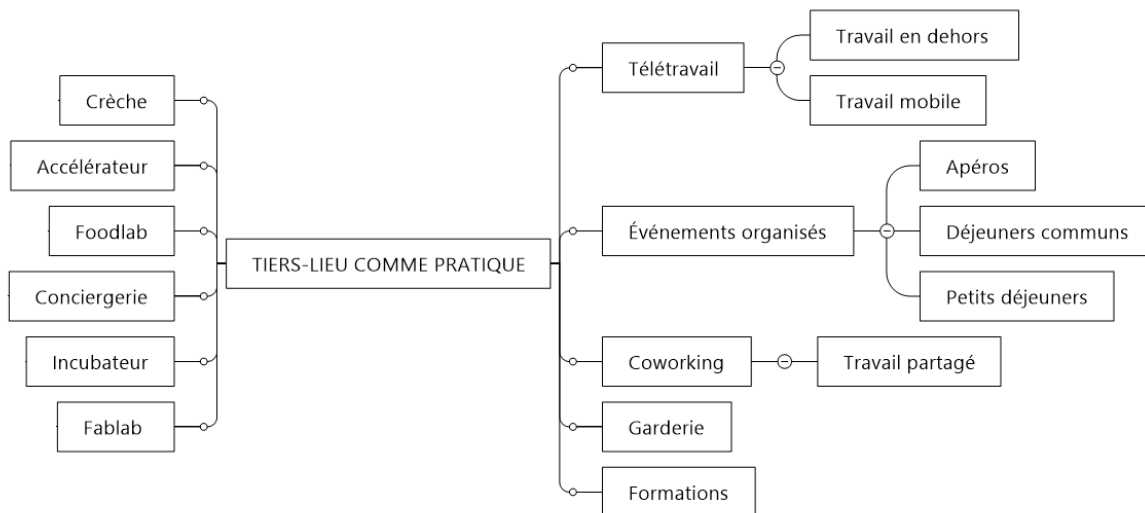 Crèche
Accélérateur
Foodlab
Conciergerie
Incubateur
Fablab
TIERS-LIEU COMME PRATIQUE
Télétravail
Travail en dehors
Travail mobile
Événements organisés
Apéros
Déjeuners communs
Petits déjeuners
Coworking
Travail partagé
Garderie
Formations